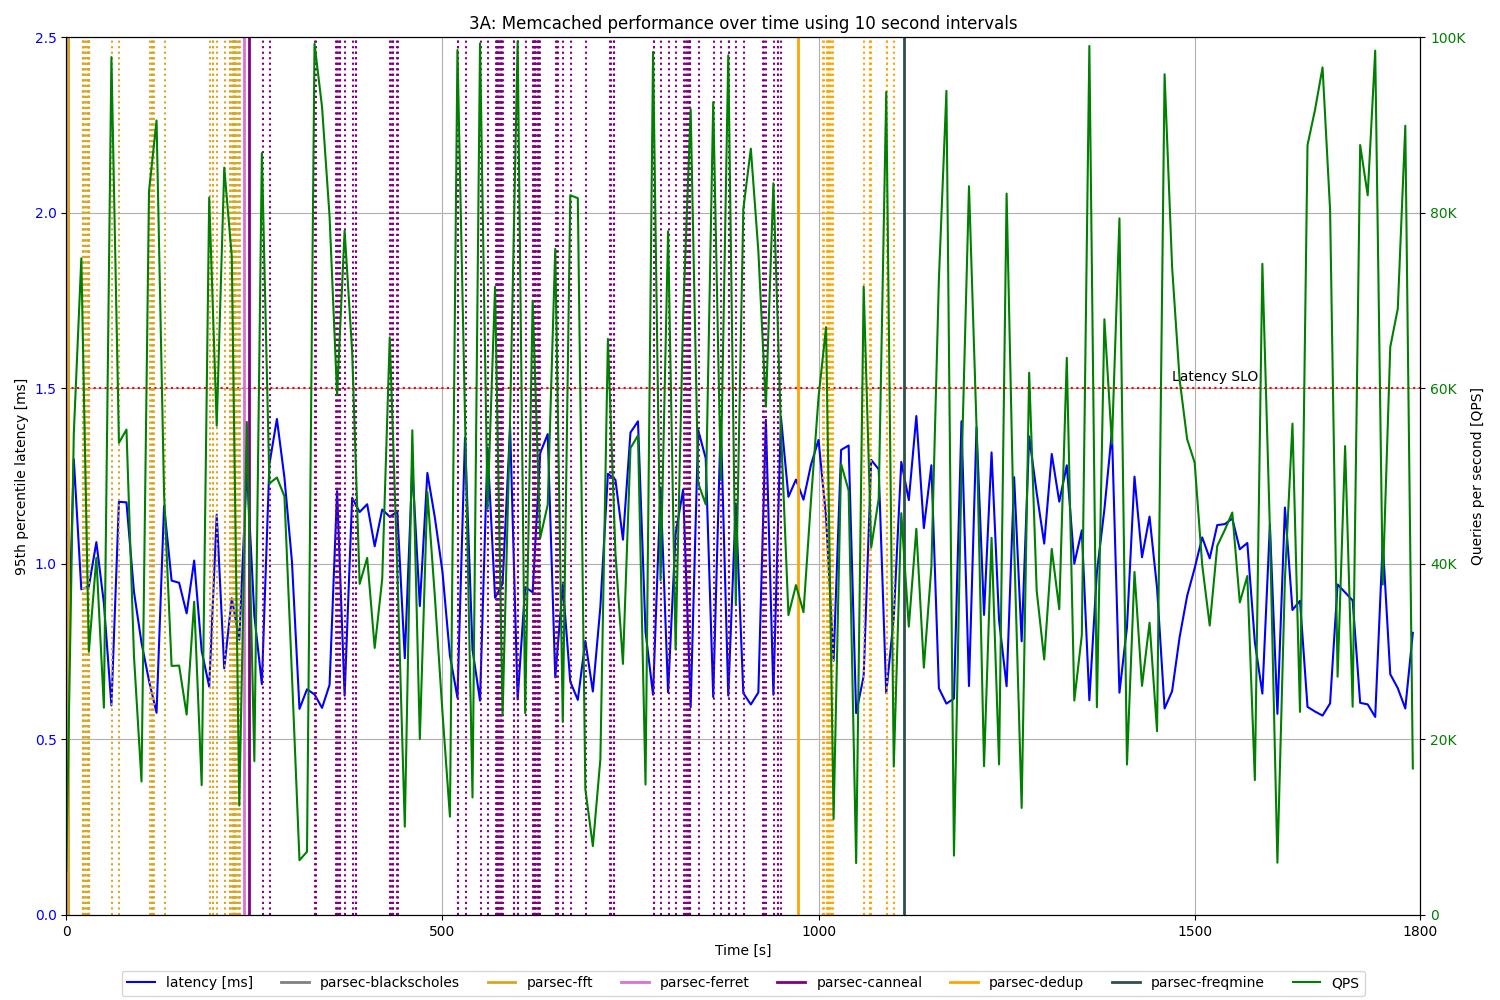 3A: Memcached performance over time using 10 second intervals
2.5
2.0
1.5
1.0
0.5
0.0
95th percentile latency [ms]
100K
80K
60K
40K
20K
0
Queries per second [QPS]
Latency SLO
0
500
1000
1500
1800
Time [s]
latency [ms]
parsec-blackscholes
parsec-fft
parsec-ferret
parsec-canneal
parsec-dedup
parsec-freqmine
QPS